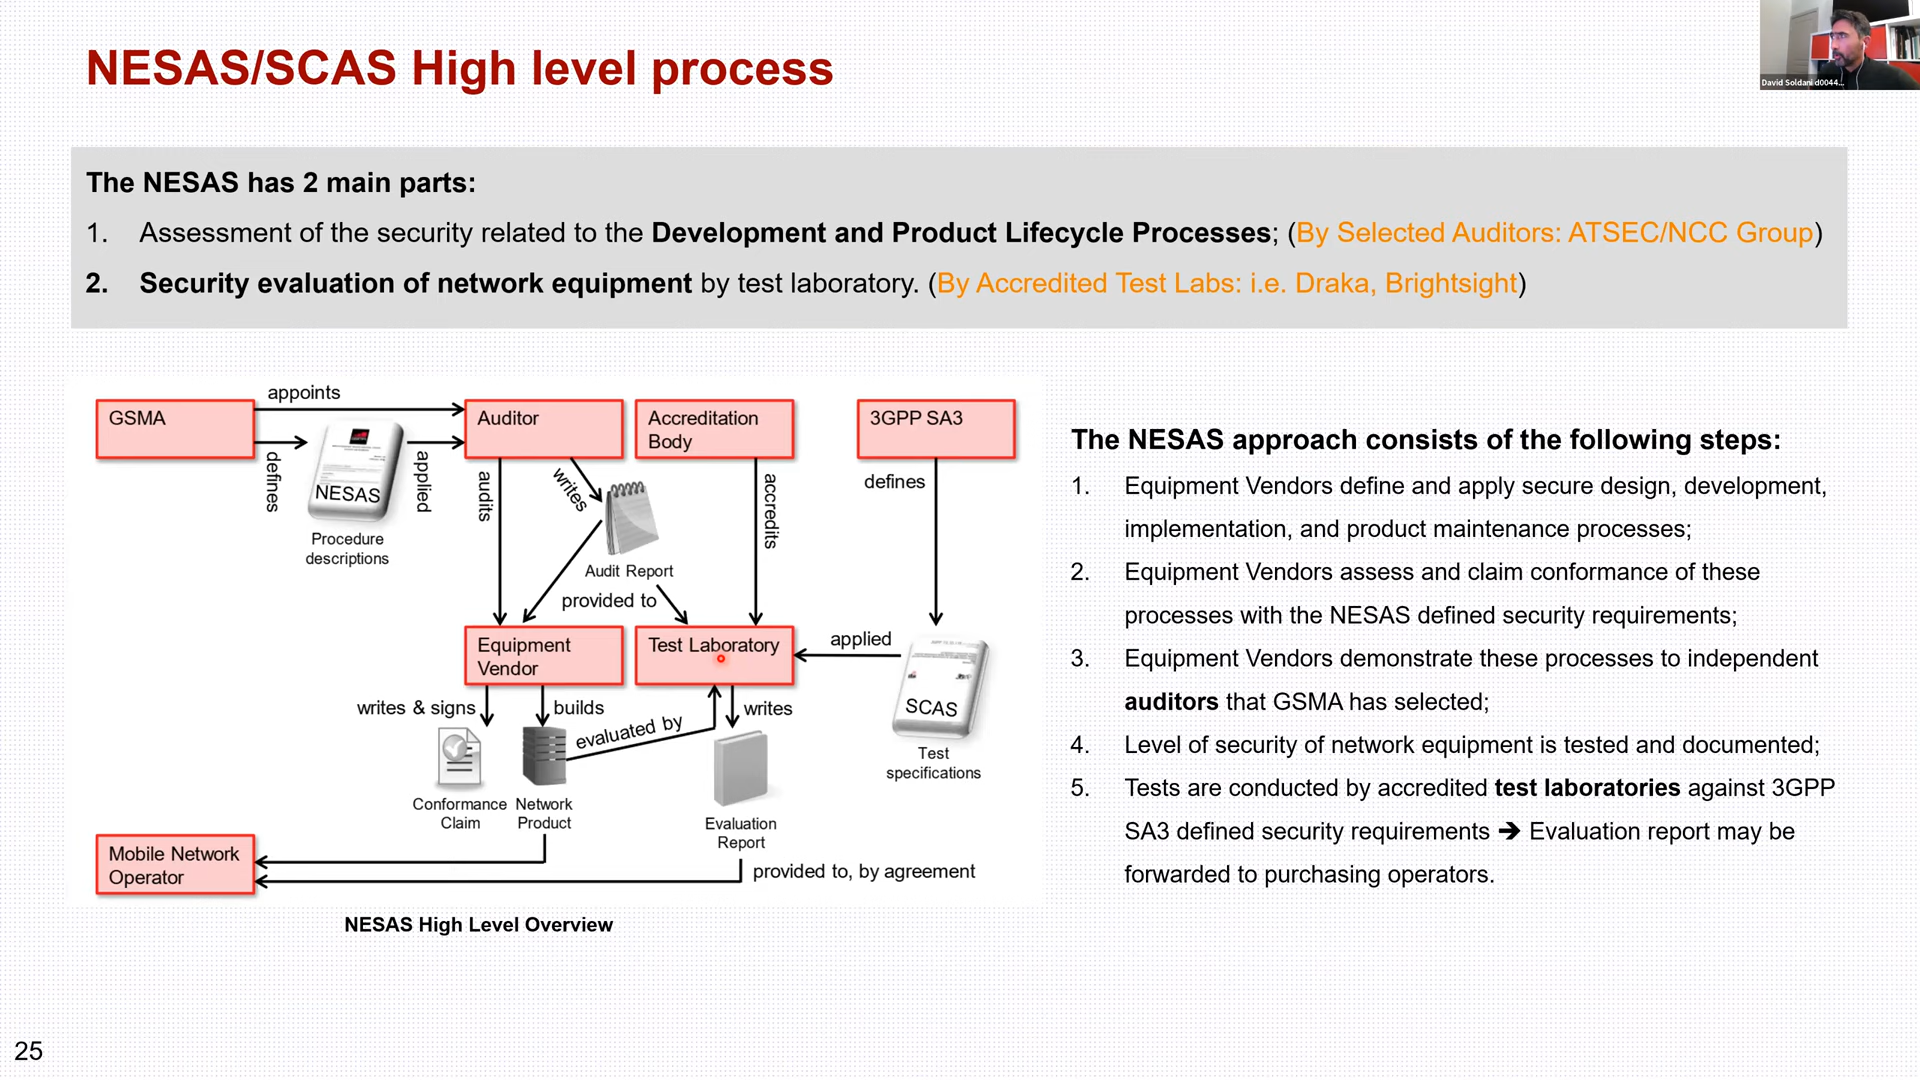 NESAS/SCAS High level process
David Soldani d0044...
The NESAS has 2 main parts:
1. Assessment of the security related to the Development and Product Lifecycle Processes; (By Selected Auditors: ATSEC/NCC Group)
2. Security evaluation of network equipment by test laboratory. (By Accredited Test Labs: i.e. Draka, Brightsight)
GSMA
appoints
defines
NESAS
Procedure
descriptions
applied
Auditor
audits
writes
Audit Report
provided to
Accreditation
Body
accredits
3GPP SA3
defines
Equipment
Vendor
Test Laboratory
applied
SCAS
Test
specifications
writes & signs
builds
evaluated by
writes
Conformance
Claim
Network
Product
Evaluation
Report
Mobile Network
Operator
provided to, by agreement
NESAS High Level Overview
The NESAS approach consists of the following steps:
1. Equipment Vendors define and apply secure design, development,
implementation, and product maintenance processes;
2. Equipment Vendors assess and claim conformance of these
processes with the NESAS defined security requirements;
3. Equipment Vendors demonstrate these processes to independent
auditors that GSMA has selected;
4. Level of security of network equipment is tested and documented;
5. Tests are conducted by accredited test laboratories against 3GPP
SA3 defined security requirements ➔ Evaluation report may be
forwarded to purchasing operators.
25